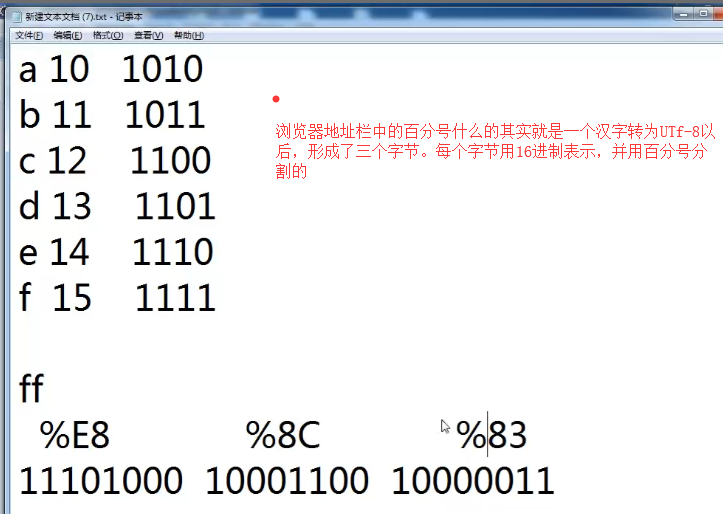 新建文本文档 (7).txt - 记事本
文件(F) 编辑(E) 格式(O) 查看(V) 帮助(H)
a 10 1010
b 11 1011
c 12 1100
d 13 1101
e 14 1110
f 15 1111
浏览器地址栏中的百分号什么的其实就是一个汉字转为UTf-8以
后，形成了三个字节。每个字节用16进制表示，并用百分号分
割的
ff
%E8 %8C %83
11101000 10001100 10000011